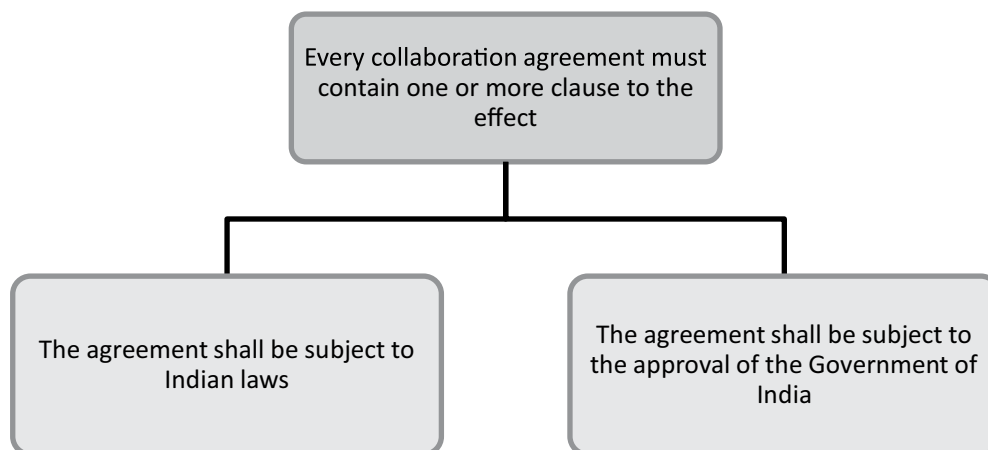 Every collaboration agreement must
contain one or more clause to the
effect
The agreement shall be subject to
Indian laws
The agreement shall be subject to
the approval of the Government of
India